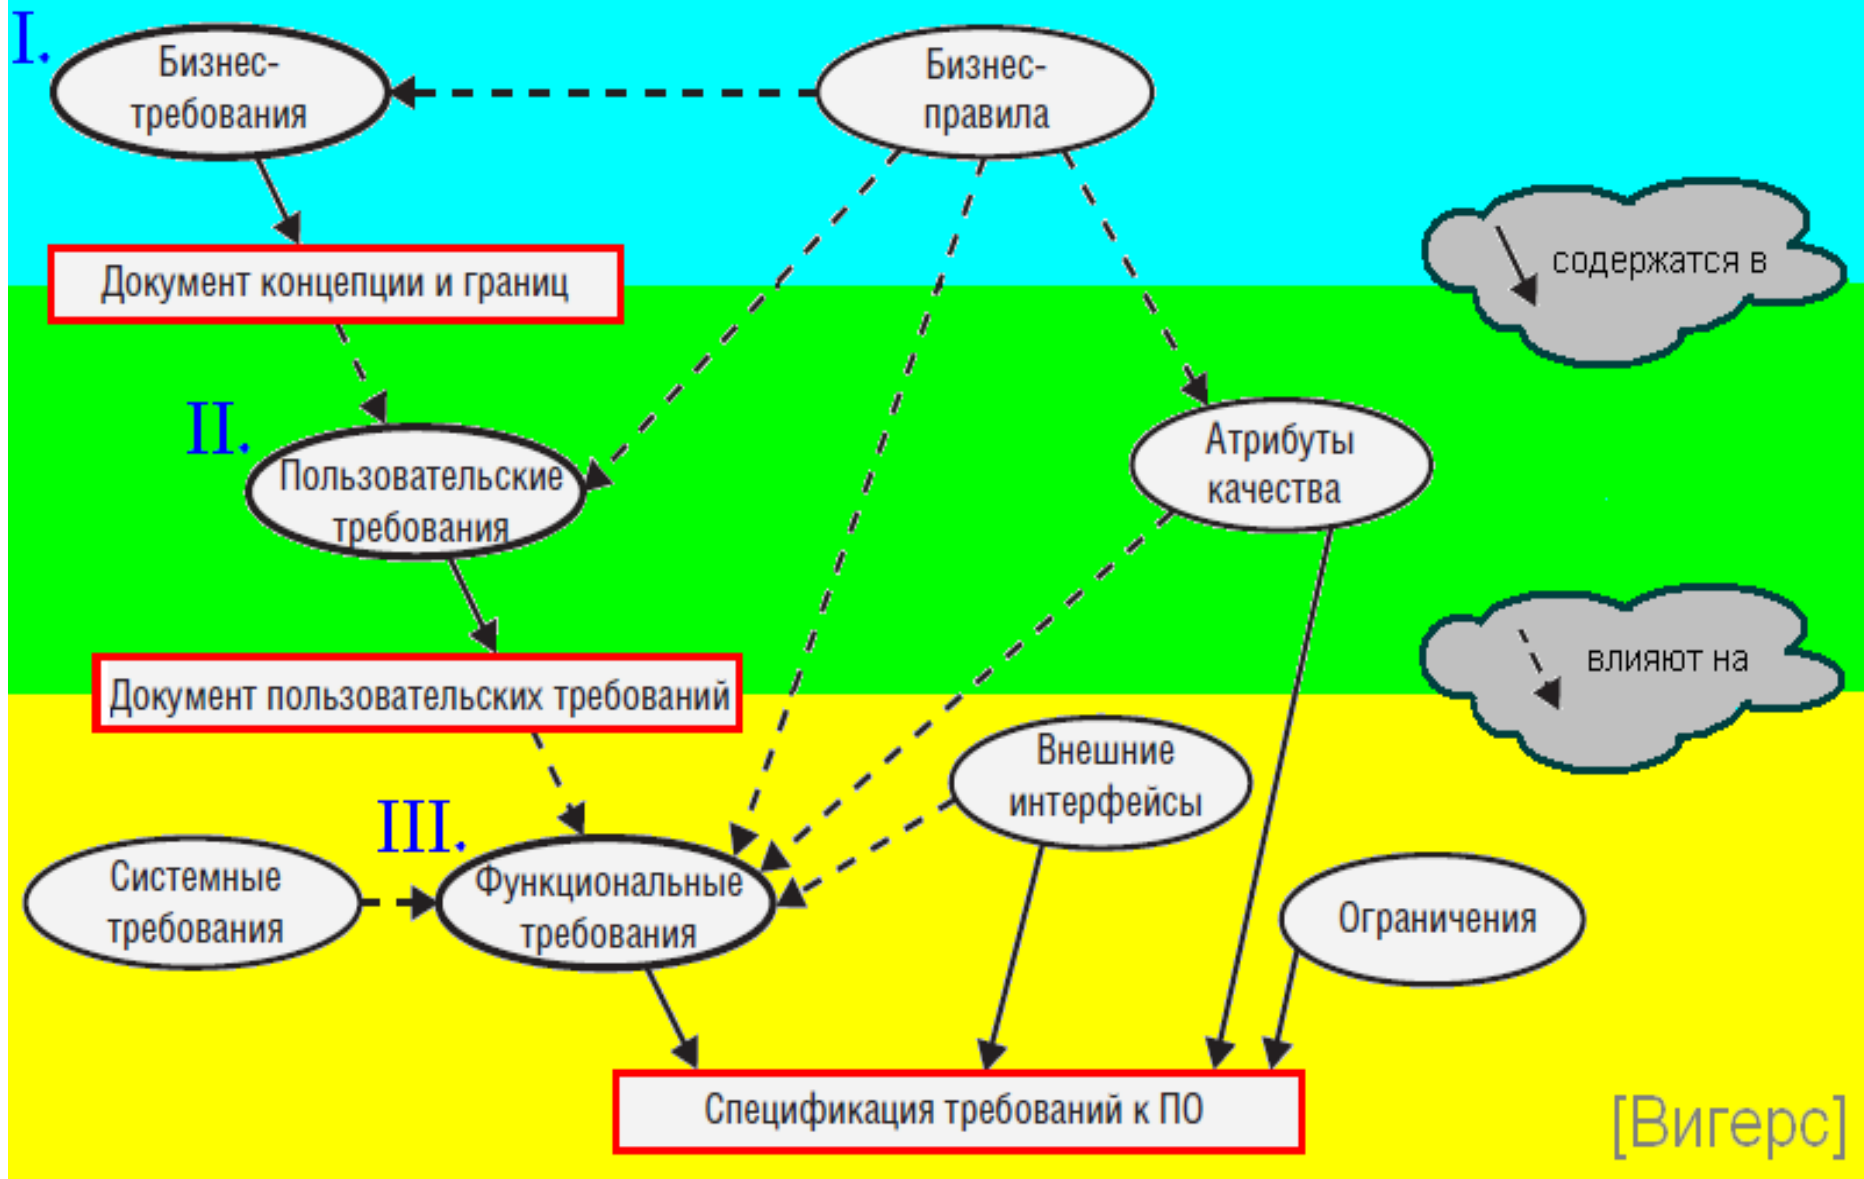 I.
Бизнес-
требования
Бизнес-
правила
Документ концепции и границ
содержатся в
II.
Пользовательские
требования
Атрибуты
качества
влияют на
Документ пользовательских требований
Внешние
интерфейсы
III.
Системные
требования
Функциональные
требования
Ограничения
Спецификация требований к ПО
[Вигерс]